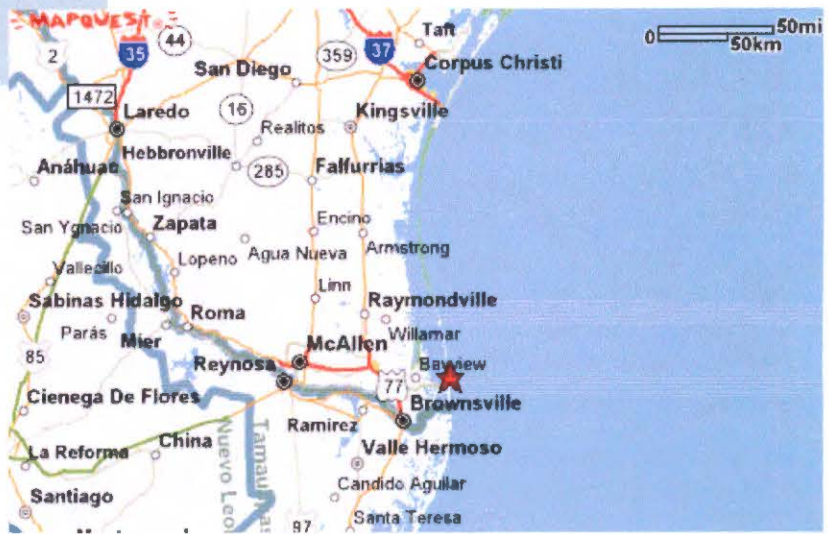 MAPQUEST
2
35
44
359
37
Taft
0 50mi
50km
San Diego
Corpus Christi
1472
Laredo
16
Kingsville
Realitos
Hebbronville
Anáhuac
285
Falfurrias
San Ignacio
San Ygnacio
Zapata
Encino
Agua Nueva
Armstrong
Lopeno
Vallecillo
Linn
Sabinas Hidalgo
Roma
Raymondville
Parás
Mier
Willamar
McAllen
85
Reynosa
Bayview
77
Cienega De Flores
Brownsville
Ramirez
China
Valle Hermoso
La Reforma
Nuevo Leon
Candido Aguilar
Santiago
97
Santa Teresa